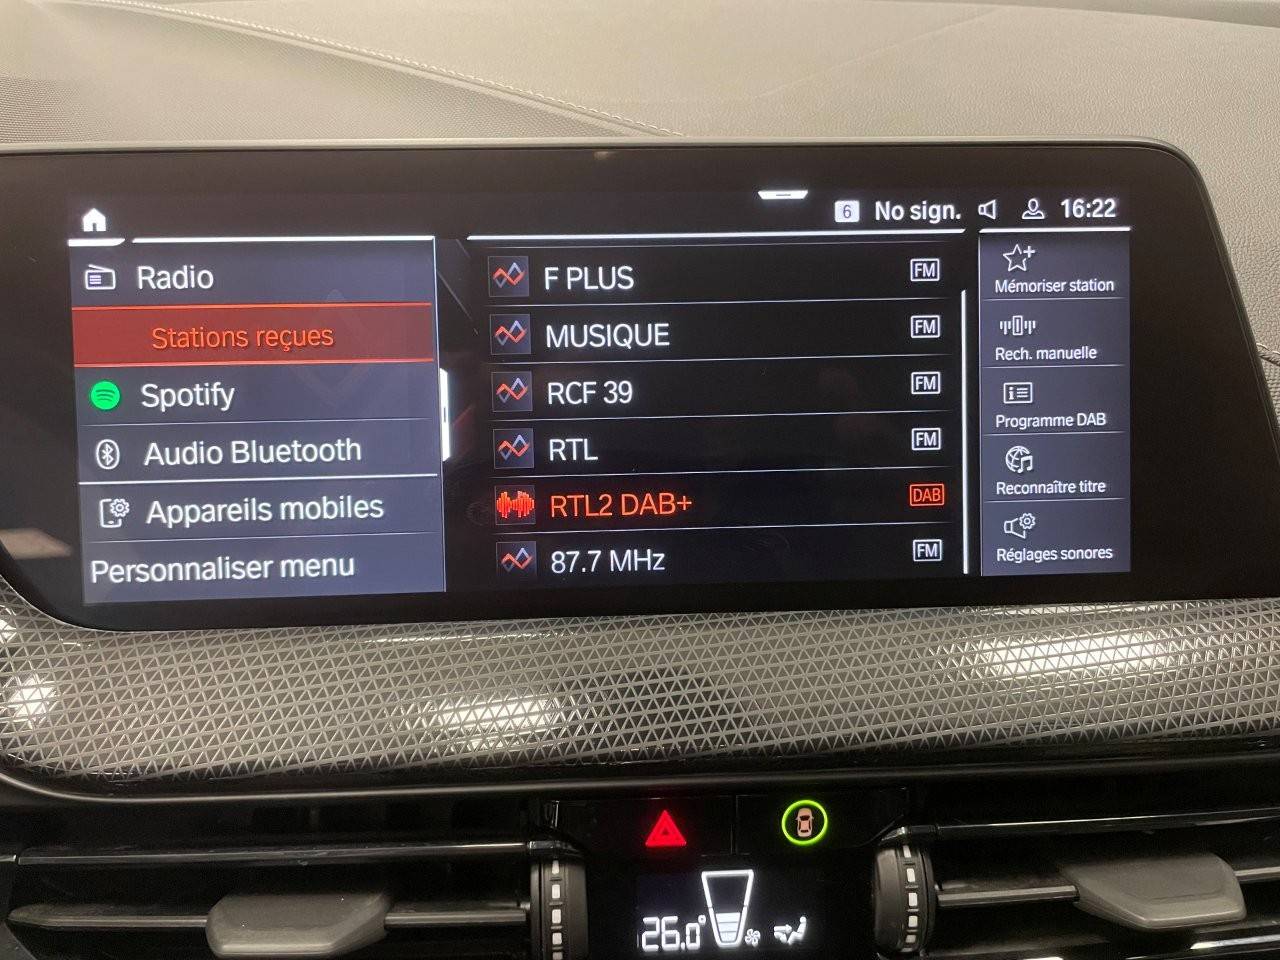 6 No sign. 16:22
Radio
Stations reçues
Spotify
Audio Bluetooth
Appareils mobiles
Personnaliser menu
F PLUS FM
MUSIQUE FM
RCF 39 FM
RTL FM
RTL2 DAB+ DAB
87.7 MHz FM
Mémoriser station
Rech. manuelle
Programme DAB
Reconnaître titre
Réglages sonores
26.0°